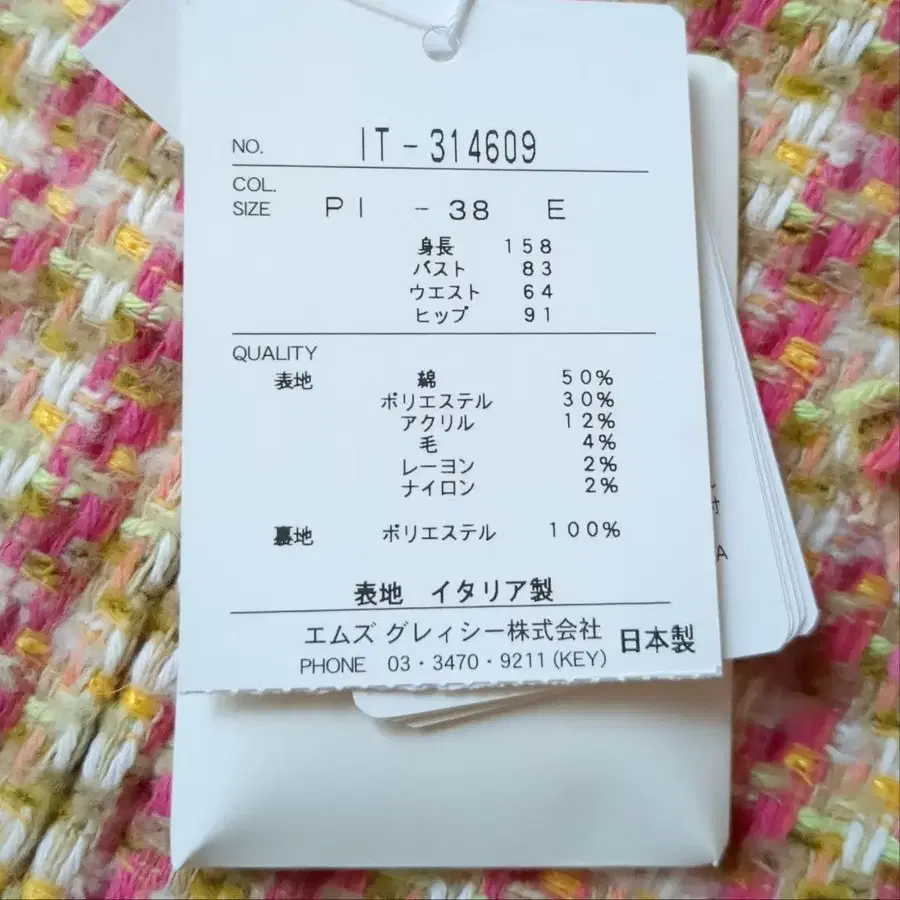 NO. IT-314609
COL.
SIZE PI -38 E
身長 158
バスト 83
ウエスト 64
ヒップ 91
QUALITY
表地 綿 50%
ポリエステル 30%
アクリル 12%
毛 4%
レーヨン 2%
ナイロン 2%
裏地 ポリエステル 100%
表地 イタリア製
エムズ グレィシー株式会社 日本製
PHONE 03・3470・9211(KEY)
A